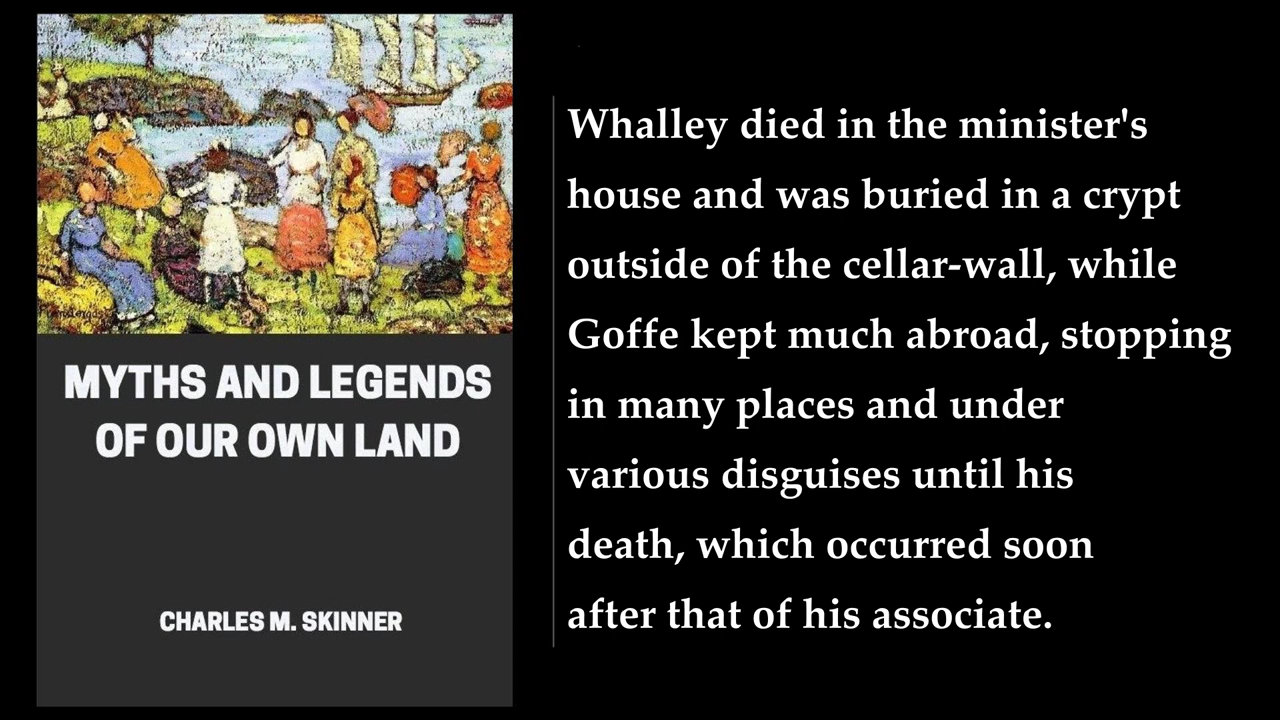 MYTHS AND LEGENDS
OF OUR OWN LAND
CHARLES M. SKINNER
Whalley died in the minister's
house and was buried in a crypt
outside of the cellar-wall, while
Goffe kept much abroad, stopping
in many places and under
various disguises until his
death, which occurred soon
after that of his associate.